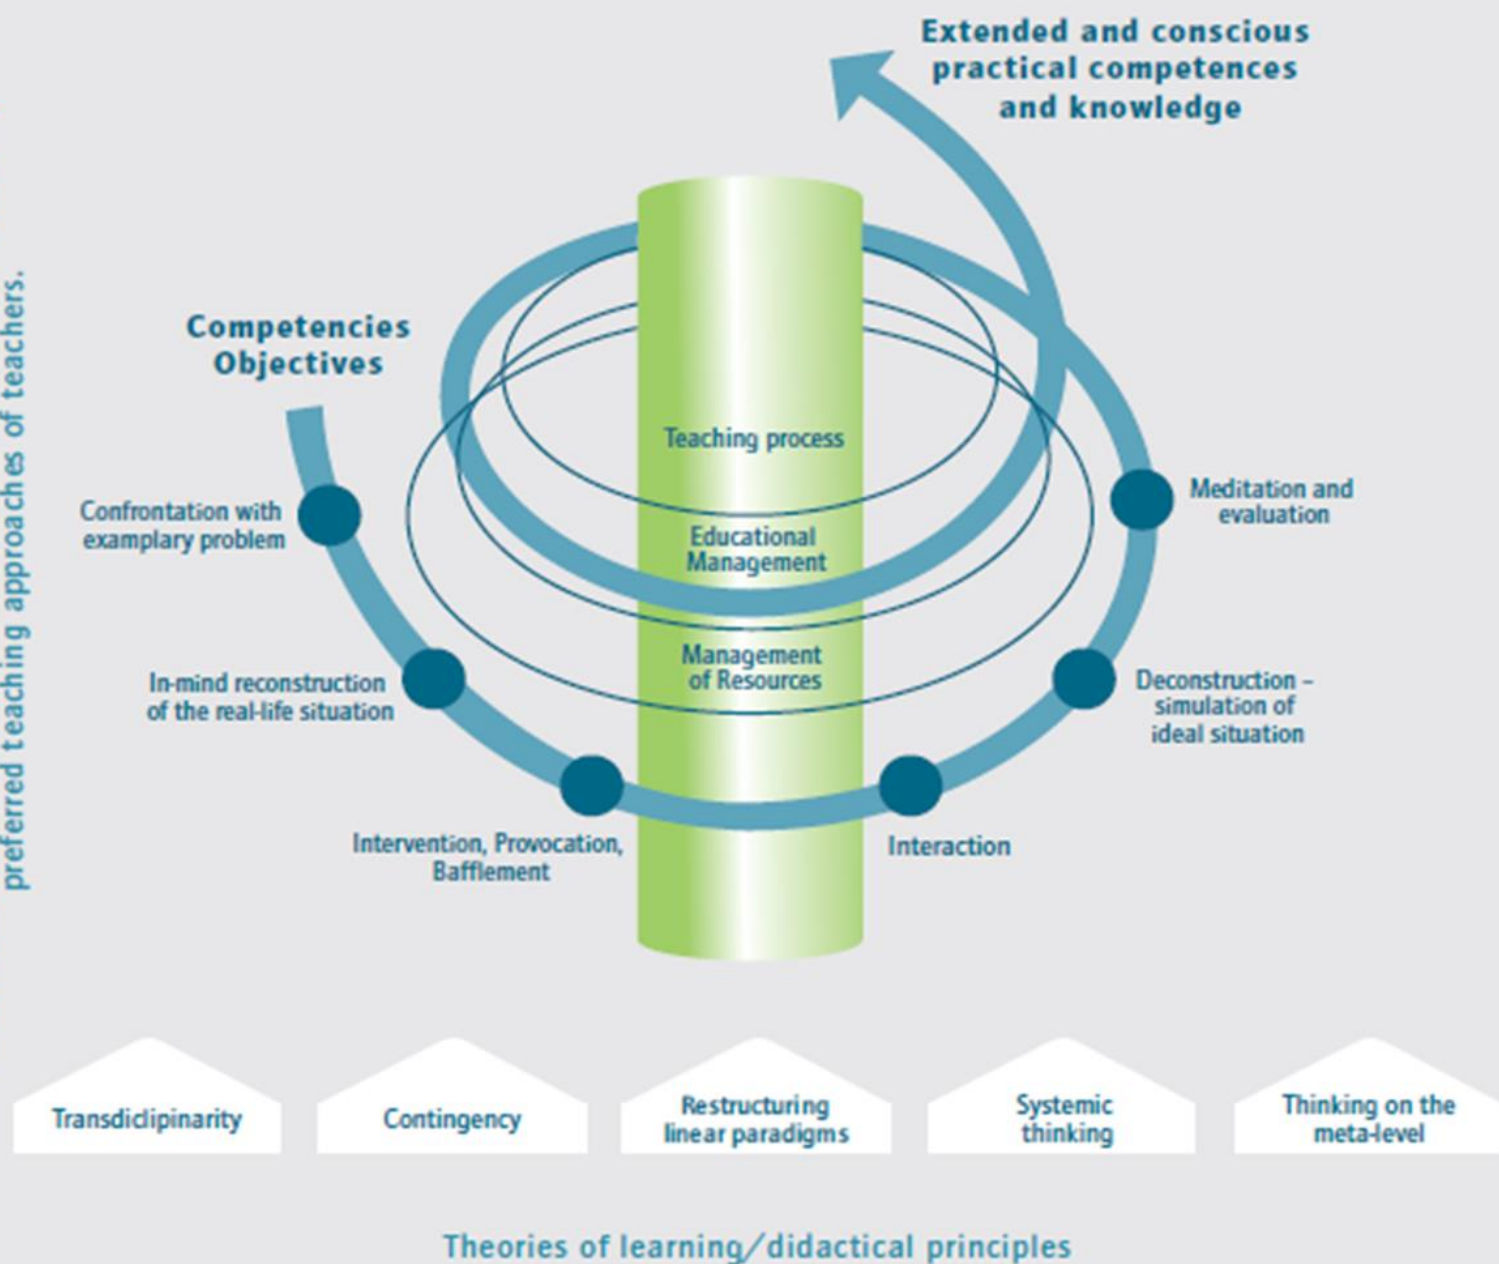 Extended and conscious
practical competences
and knowledge
Competencies
Objectives
preferred teaching approaches of teachers.
Teaching process
Confrontation with
examplary problem
Meditation and
evaluation
Educational
Management
Management
of Resources
In-mind reconstruction
of the real-life situation
Deconstruction –
simulation of
ideal situation
Intervention, Provocation,
Bafflement
Interaction
Transdiclipinarity
Contingency
Restructuring
linear paradigms
Systemic
thinking
Thinking on the
meta-level
Theories of learning/didactical principles